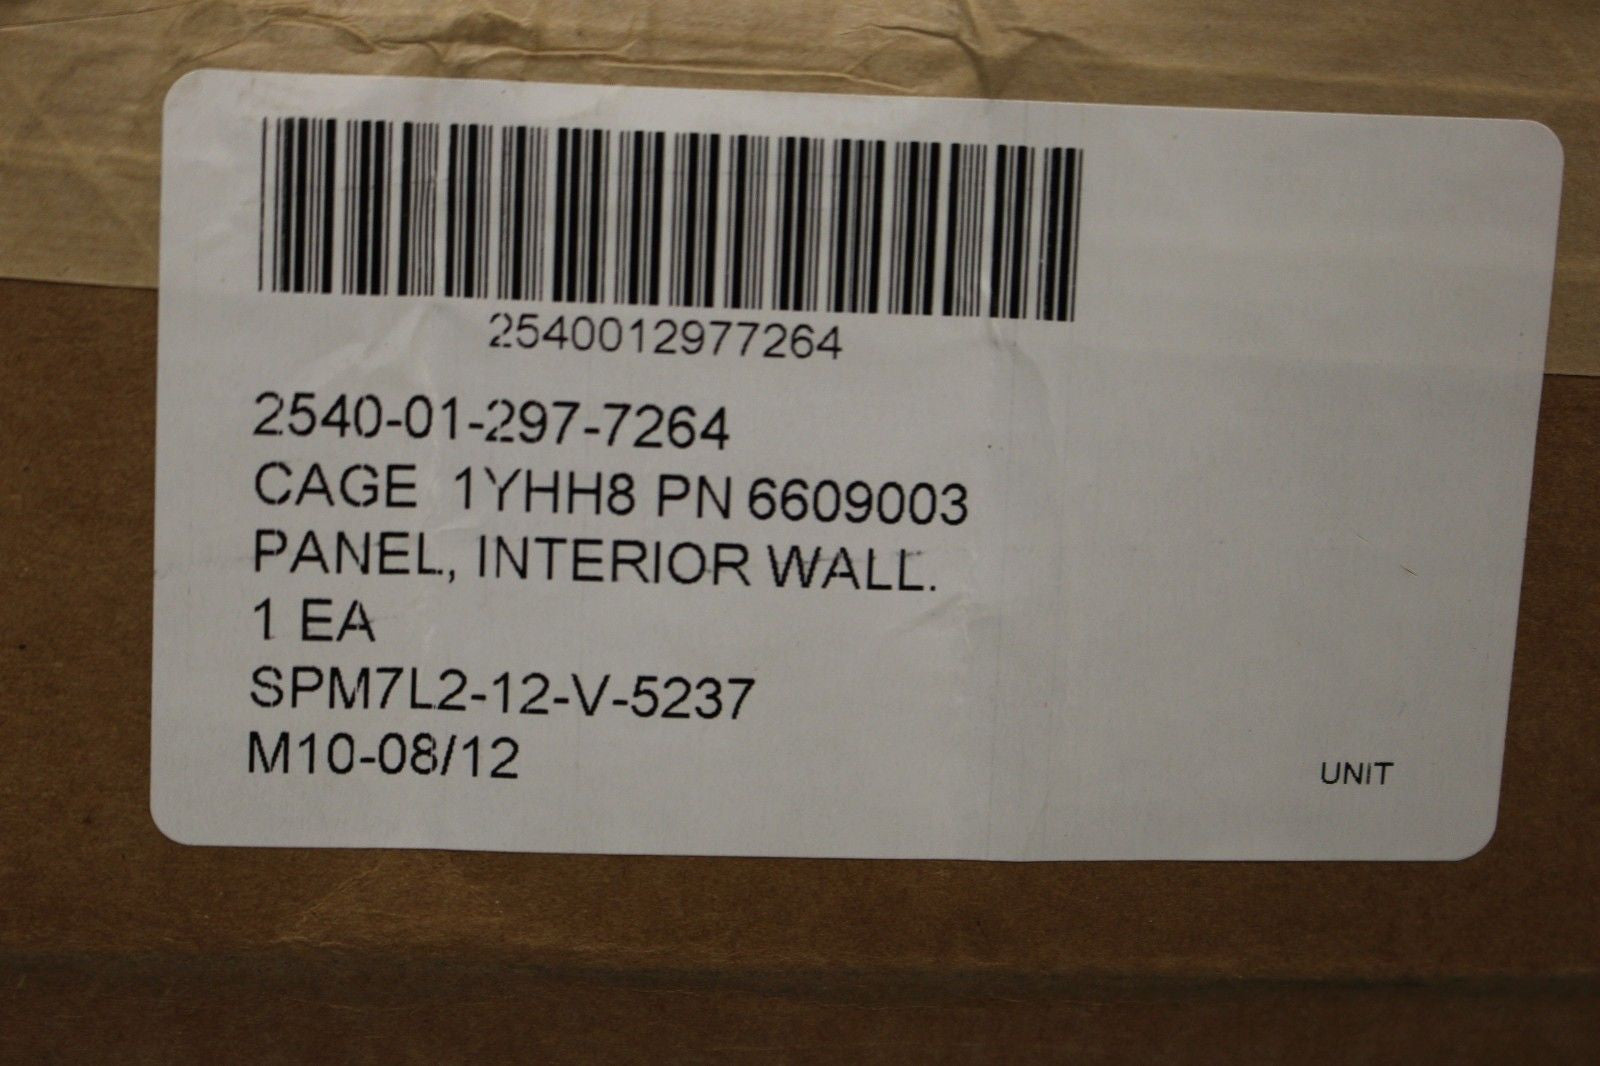 2540012977264
2540-01-297-7264
CAGE 1YHH8 PN 6609003
PANEL, INTERIOR WALL.
1 EA
SPM7L2-12-V-5237
M10-08/12
UNIT